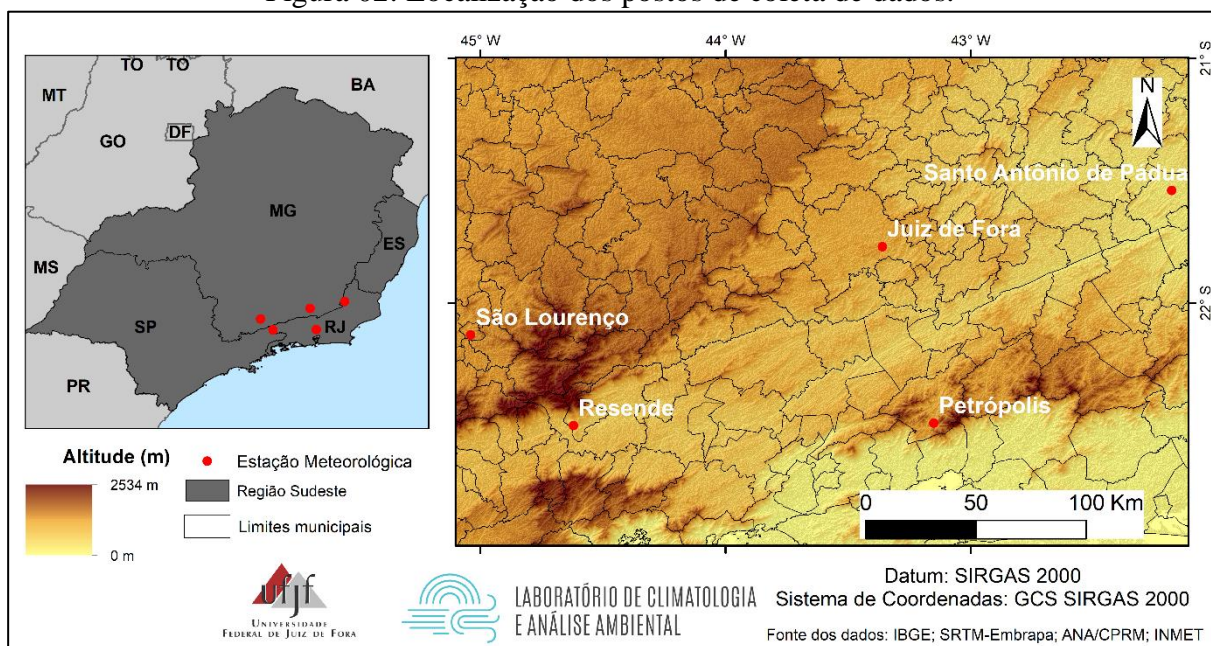 Figura 02: Localização dos postos de coleta de dados.
45° W
44° W
43° W
21° S
22° S
TO
TO
MT
BA
GO
DF
MG
ES
MS
SP
RJ
PR
N
Santo Antônio de Pádua
Juiz de Fora
São Lourenço
Resende
Petrópolis
0 50 100 Km
Altitude (m)
2534 m
0 m
Estação Meteorológica
Região Sudeste
Limites municipais
ufjf
UNIVERSIDADE
FEDERAL DE JUIZ DE FORA
LABORATÓRIO DE CLIMATOLOGIA
E ANÁLISE AMBIENTAL
Datum: SIRGAS 2000
Sistema de Coordenadas: GCS SIRGAS 2000
Fonte dos dados: IBGE; SRTM-Embrapa; ANA/CPRM; INMET